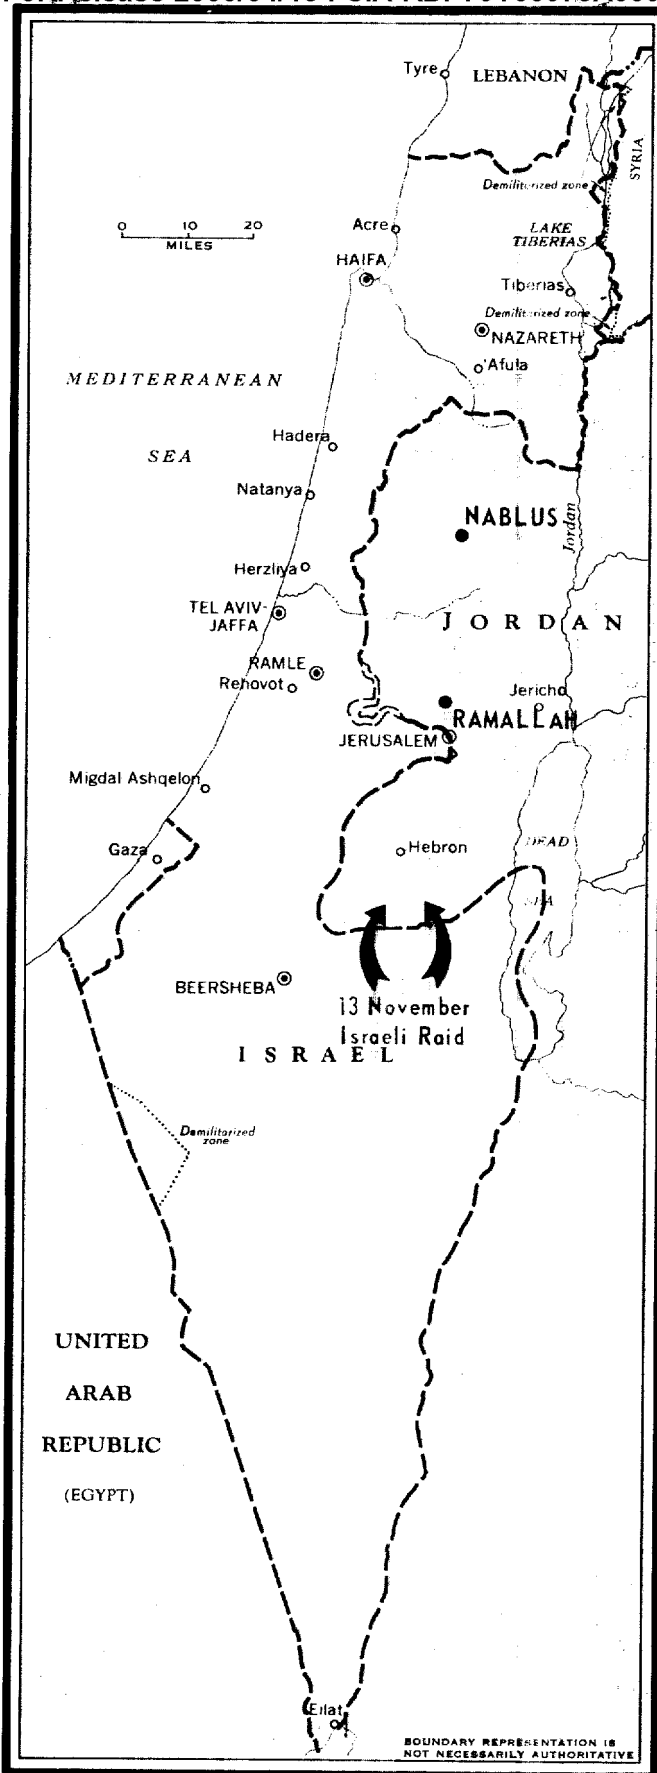 Tyre
LEBANON
SYRIA
Demilitarized zone
Acre
LAKE
TIBERIAS
0 10 20
MILES
HAIFA
Tiberias
Demilitarized zone
NAZARETH
'Afula
MEDITERRANEAN
SEA
Hadera
Natanya
NABLUS
Jordan
Herzliya
TEL AVIV-
JAFFA
JORDAN
RAMLE
Rehovot
Jericho
RAMALLAH
JERUSALEM
Migdal Ashqelon
Gaza
Hebron
DEAD
SEA
BEERSHEBA
13 November
Israeli Raid
ISRAEL
Demilitarized
zone
UNITED
ARAB
REPUBLIC
(EGYPT)
Eilat
BOUNDARY REPRESENTATION IS
NOT NECESSARILY AUTHORITATIVE